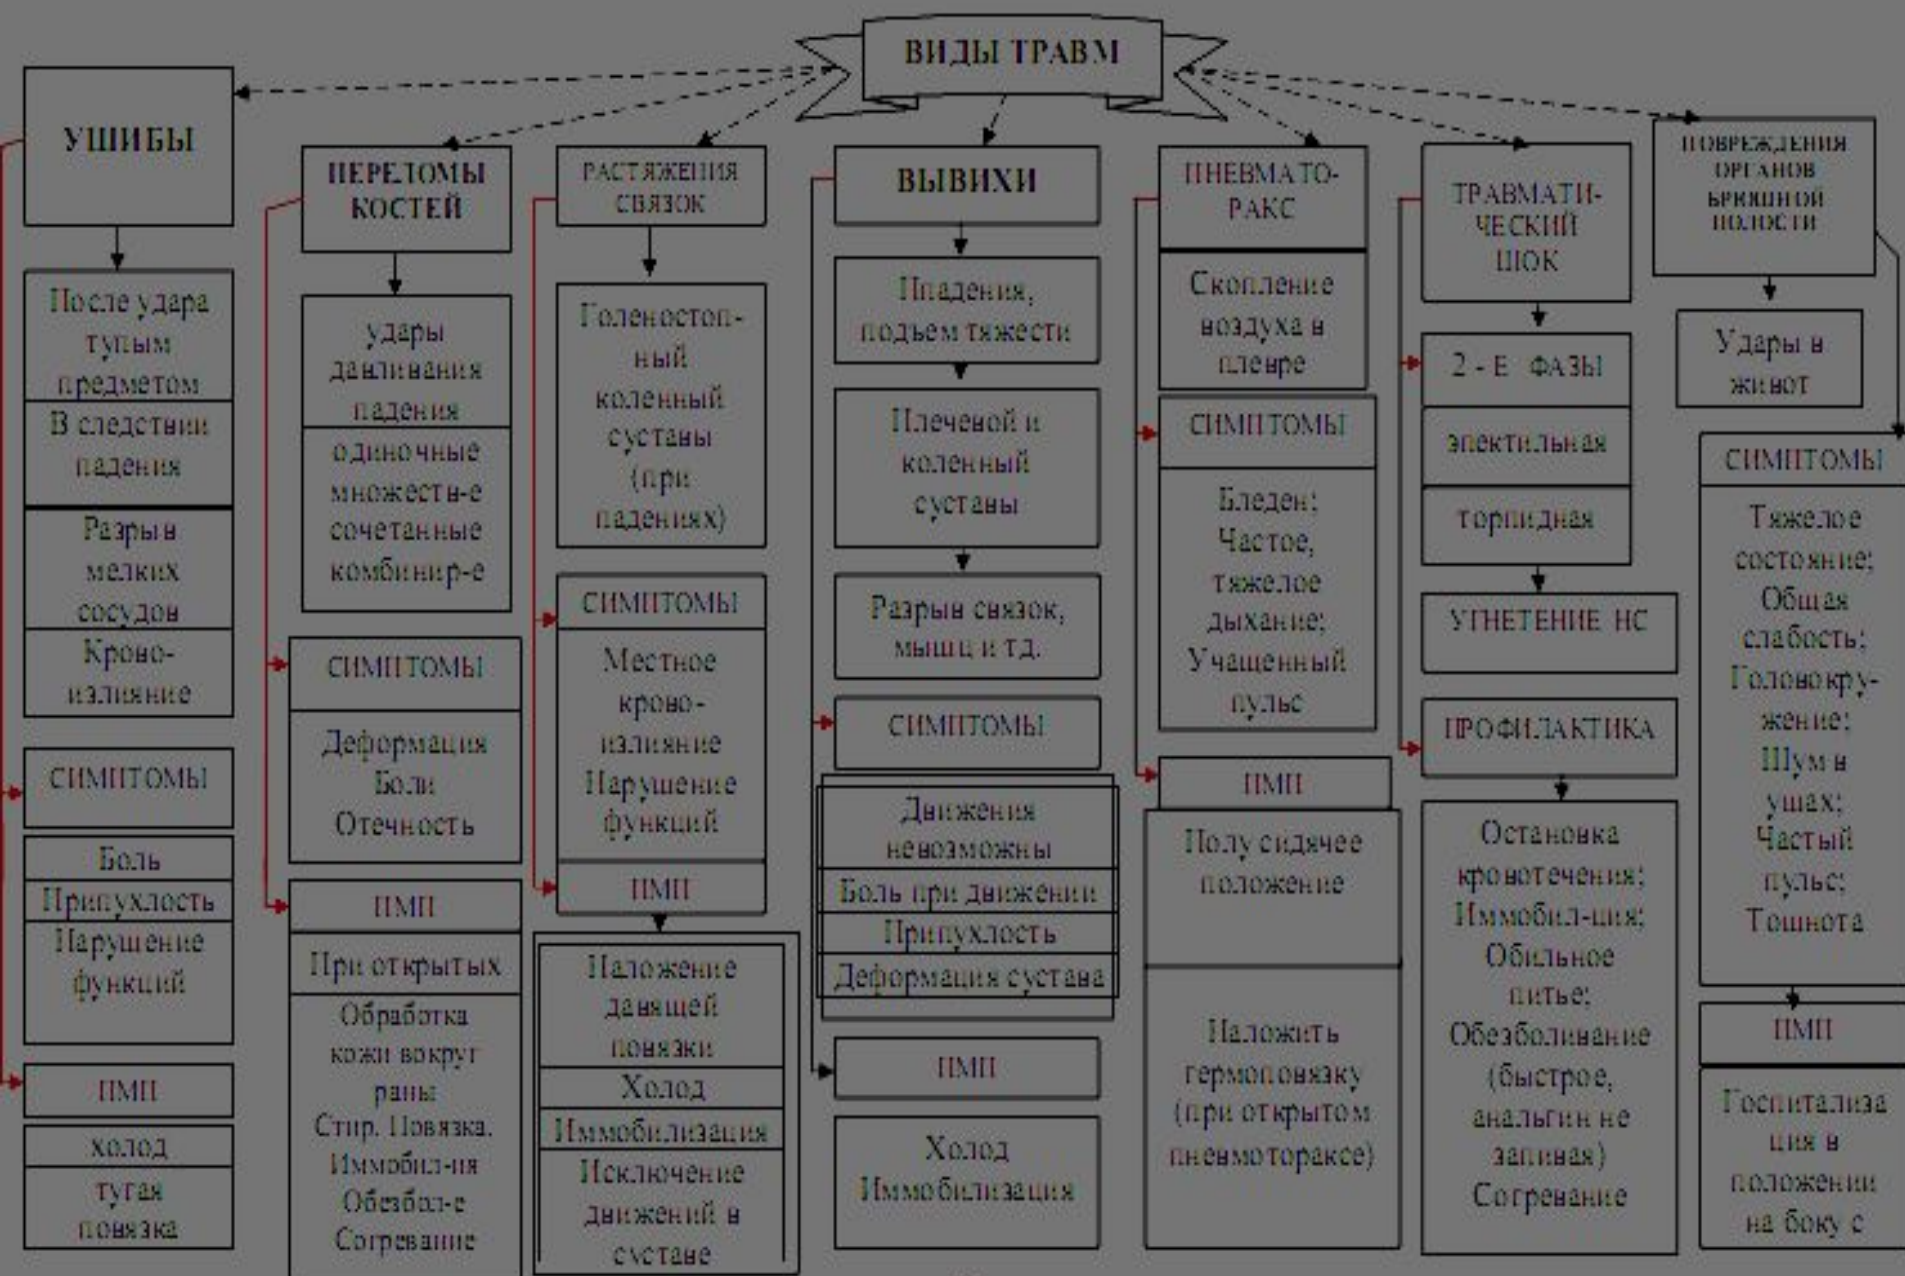 ВИДЫ ТРАВМ
УШИБЫ
После удара
тупым
предметом
В следствии
падения
Разрыв
мелких
сосудов
Крово-
излияние
СИМПТОМЫ
Боль
Припухлость
Нарушение
функций
ПМП
холод
тугая
повязка
ПЕРЕЛОМЫ
КОСТЕЙ
удары
давливания
падения
одиночные
множеств-е
сочетанные
комбинир-е
СИМПТОМЫ
Деформация
Боли
Отечность
ПМП
При открытых
Обработка
кожи вокруг
раны
Стир. Повязка.
Иммобил-ия
Обезбол-е
Согревание
РАСТЯЖЕНИЯ
СВЯЗОК
Голеностоп-
ный
коленный
суставы
(при
падениях)
СИМПТОМЫ
Местное
крово-
излияние
Нарушение
функций
ПМП
Наложение
давящей
повязки
Холод
Иммобилизация
Исключение
движений в
суставе
ВЫВИХИ
Ппадения,
подъем тяжести
Плечевой и
коленный
суставы
Разрыв связок,
мышц и т.д.
СИМПТОМЫ
Движения
невозможны
Боль при движении
Припухлость
Деформация сустава
ПМП
Холод
Иммобилизация
ПНЕВМАТО-
РАКС
Скопление
воздуха в
плевре
СИМПТОМЫ
Бледен;
Частое,
тяжелое
дыхание;
Учащенный
пульс
ПМП
Полу сидячее
положение
Наложить
гермоповязку
(при открытом
пневмотораксе)
ТРАВМАТИ-
ЧЕСКИЙ
ШОК
2 - Е ФАЗЫ
эпектильная
торпидная
УГНЕТЕНИЕ НС
ПРОФИЛАКТИКА
Остановка
кровотечения;
Иммобил-ция;
Обильное
питье;
Обезболивание
(быстрое,
анальгин не
запивая)
Согревание
ПОВРЕЖДЕНИЯ
ОРГАНОВ
БРЮШНОЙ
ПОЛОСТИ
Удары в
живот
СИМПТОМЫ
Тяжелое
состояние;
Общая
слабость;
Головокру-
жение;
Шум в
ушах;
Частый
пульс;
Тошнота
ПМП
Госпитализа
ция в
положении
на боку с